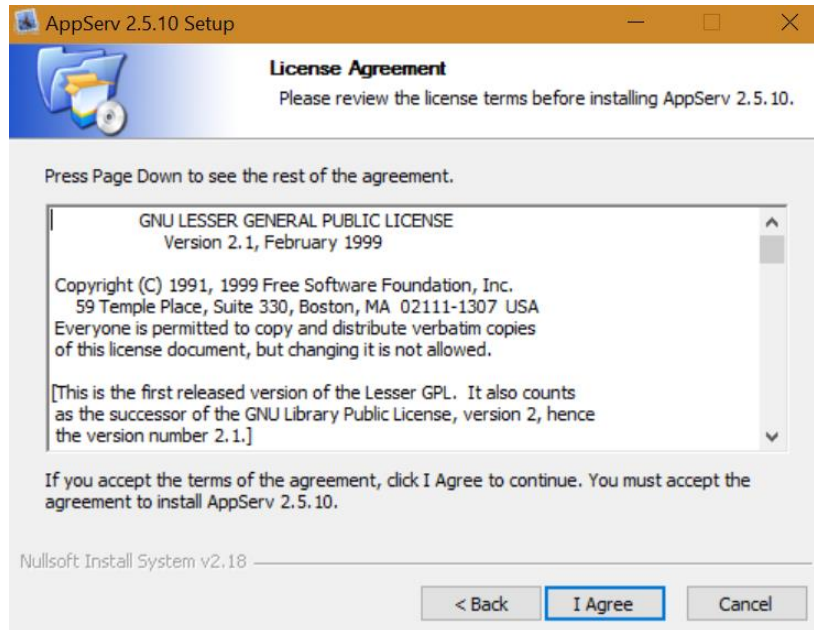 AppServ 2.5.10 Setup
License Agreement
Please review the license terms before installing AppServ 2.5.10.
Press Page Down to see the rest of the agreement.
GNU LESSER GENERAL PUBLIC LICENSE
Version 2.1, February 1999
Copyright (C) 1991, 1999 Free Software Foundation, Inc.
59 Temple Place, Suite 330, Boston, MA 02111-1307 USA
Everyone is permitted to copy and distribute verbatim copies
of this license document, but changing it is not allowed.
[This is the first released version of the Lesser GPL. It also counts
as the successor of the GNU Library Public License, version 2, hence
the version number 2.1.]
If you accept the terms of the agreement, click I Agree to continue. You must accept the
agreement to install AppServ 2.5.10.
Nullsoft Install System v2.18
< Back I Agree Cancel